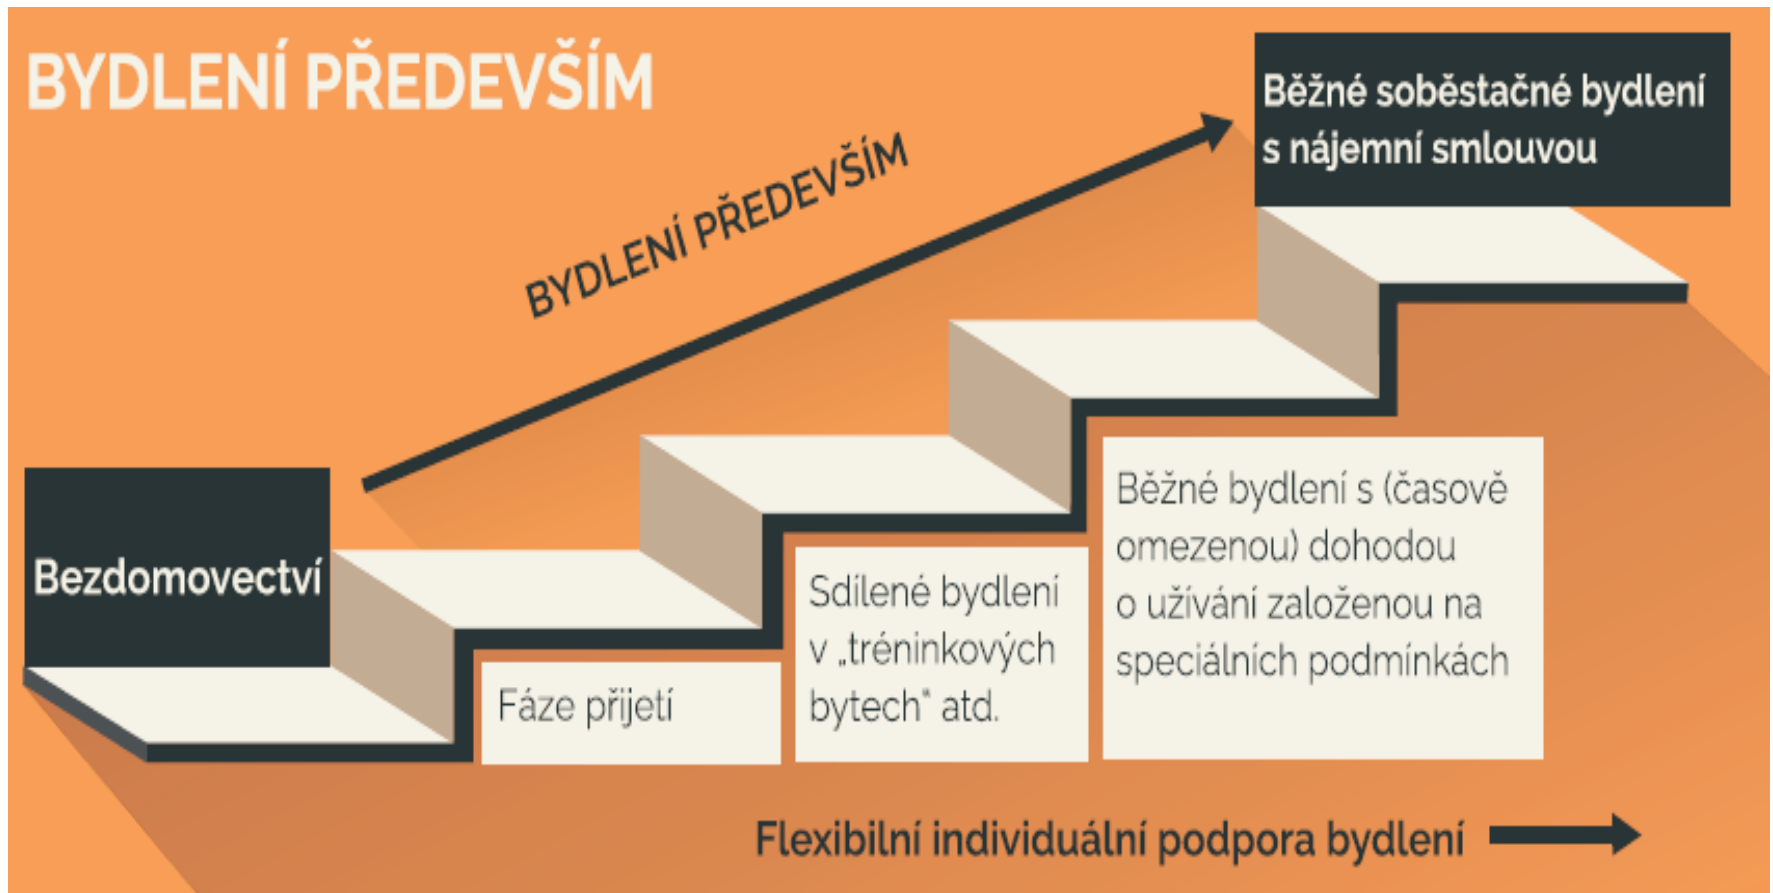 BYDLENÍ PŘEDEVŠÍM
Běžné soběstačné bydlení
s nájemní smlouvou
BYDLENÍ PŘEDEVŠÍM
Bezdomovectví
Fáze přijetí
Sdílené bydlení
v „tréninkových
bytech“ atd.
Běžné bydlení s (časově
omezenou) dohodou
o užívání založenou na
speciálních podmínkách
Flexibilní individuální podpora bydlení